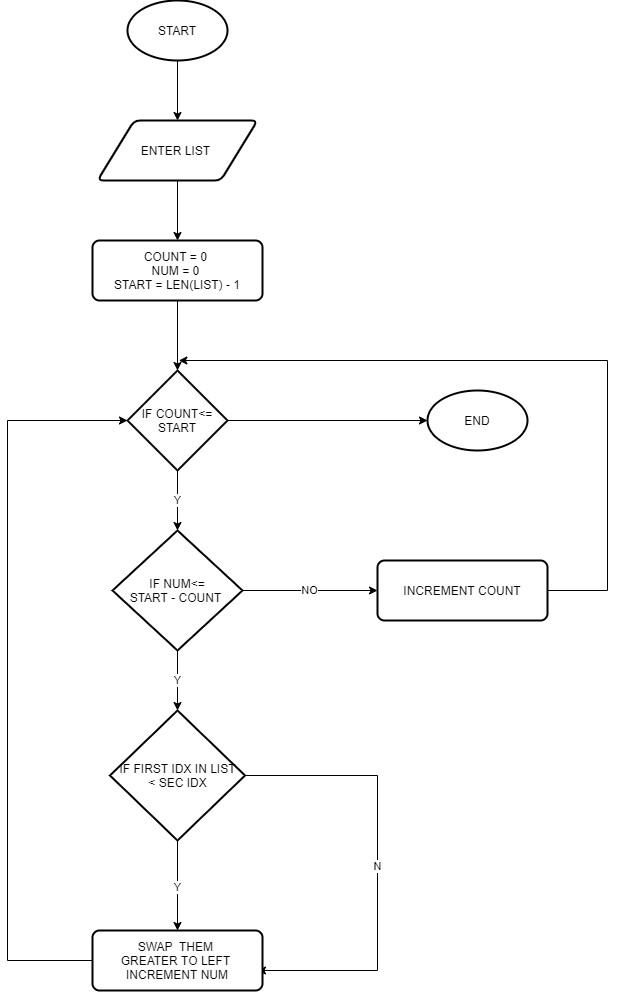 START
ENTER LIST
COUNT = 0
NUM = 0
START = LEN(LIST) - 1
IF COUNT<=
START
END
Y
IF NUM<=
START - COUNT
NO
INCREMENT COUNT
Y
IF FIRST IDX IN LIST
< SEC IDX
N
Y
SWAP THEM
GREATER TO LEFT
INCREMENT NUM